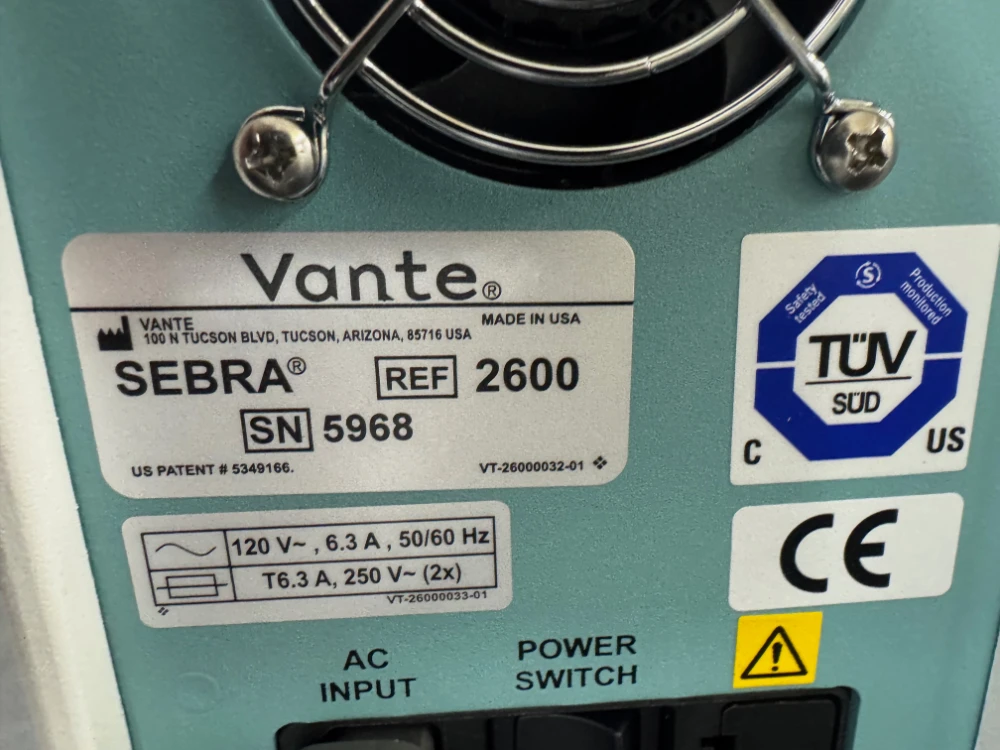 Vante®
VANTE
100 N TUCSON BLVD, TUCSON, ARIZONA, 85716 USA
MADE IN USA
SEBRA® REF 2600
SN 5968
US PATENT # 5349166.
VT-26000032-01
Safety tested
S
Production monitored
TÜV
SÜD
C US
120 V~ , 6.3 A , 50/60 Hz
T6.3 A, 250 V~ (2x)
VT-26000033-01
CE
AC
INPUT
POWER
SWITCH